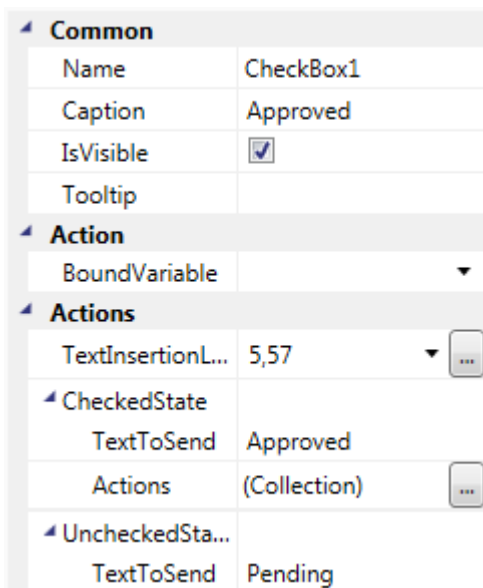 Common
Name CheckBox1
Caption Approved
IsVisible
Tooltip
Action
BoundVariable
Actions
TextInsertionL... 5,57 ...
CheckedState
TextToSend Approved
Actions (Collection) ...
UncheckedSta...
TextToSend Pending